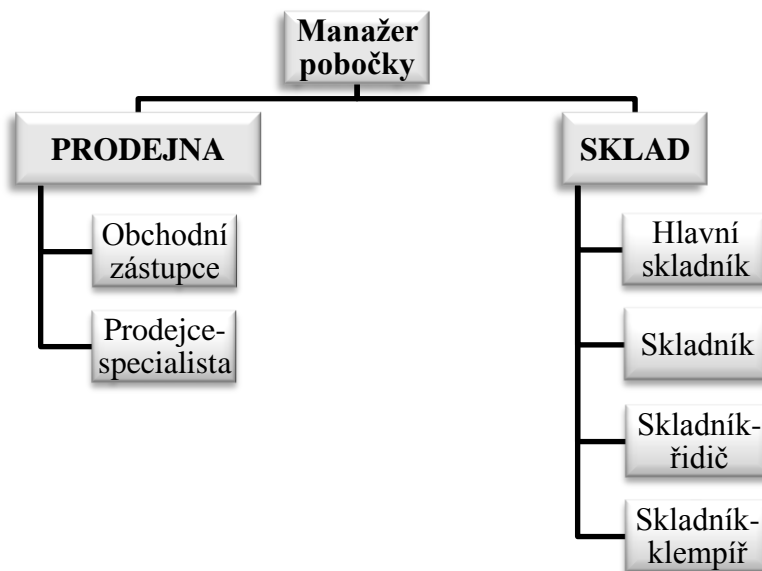 Manažer
pobočky
PRODEJNA
Obchodní
zástupce
Prodejce-
specialista
SKLAD
Hlavní
skladník
Skladník
Skladník-
řidič
Skladník-
klempíř